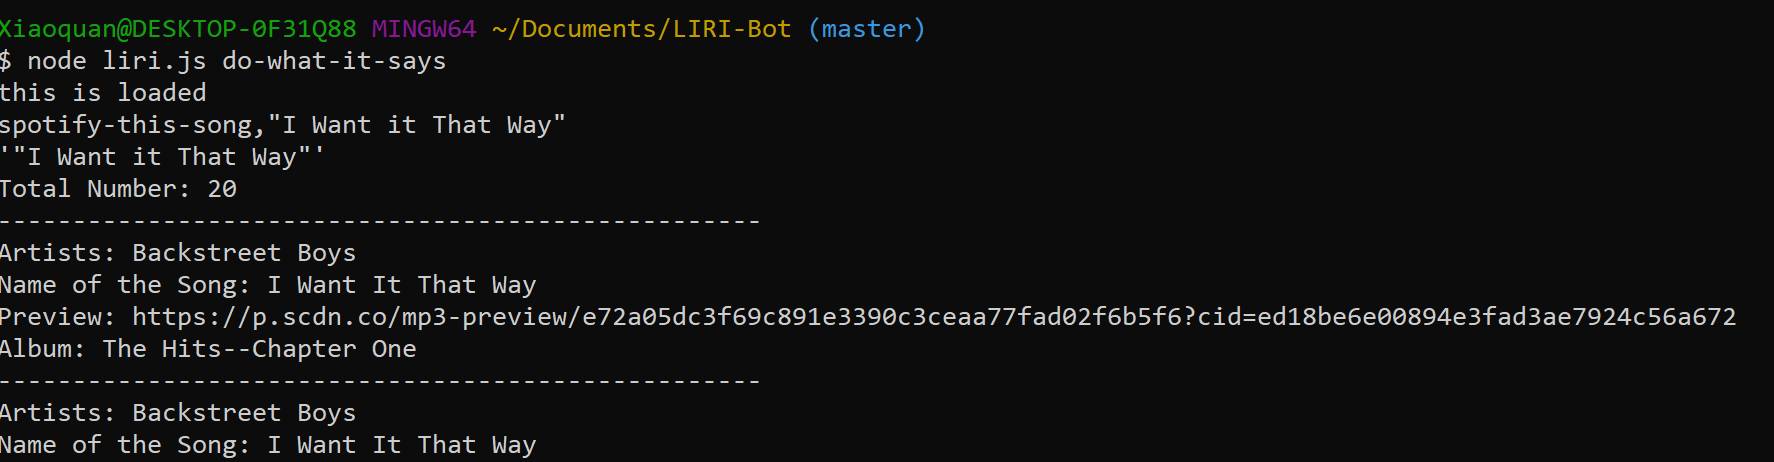 Xiaoquan@DESKTOP-0F31Q88 MINGW64 ~/Documents/LIRI-Bot (master)
$ node liri.js do-what-it-says
this is loaded
spotify-this-song,"I Want it That Way"
'"I Want it That Way"'
Total Number: 20
---------------------------------------------------
Artists: Backstreet Boys
Name of the Song: I Want It That Way
Preview: https://p.scdn.co/mp3-preview/e72a05dc3f69c891e3390c3ceaa77fad02f6b5f6?cid=ed18be6e00894e3fad3ae7924c56a672
Album: The Hits--Chapter One
---------------------------------------------------
Artists: Backstreet Boys
Name of the Song: I Want It That Way